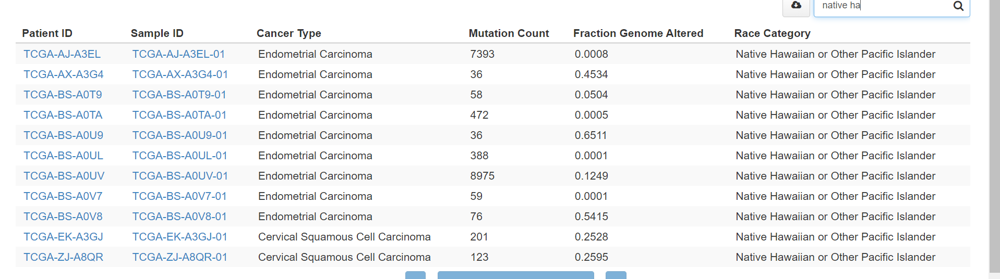 native ha
Patient ID Sample ID Cancer Type Mutation Count Fraction Genome Altered Race Category
TCGA-AJ-A3EL TCGA-AJ-A3EL-01 Endometrial Carcinoma 7393 0.0008 Native Hawaiian or Other Pacific Islander
TCGA-AX-A3G4 TCGA-AX-A3G4-01 Endometrial Carcinoma 36 0.4534 Native Hawaiian or Other Pacific Islander
TCGA-BS-A0T9 TCGA-BS-A0T9-01 Endometrial Carcinoma 58 0.0504 Native Hawaiian or Other Pacific Islander
TCGA-BS-A0TA TCGA-BS-A0TA-01 Endometrial Carcinoma 472 0.0005 Native Hawaiian or Other Pacific Islander
TCGA-BS-A0U9 TCGA-BS-A0U9-01 Endometrial Carcinoma 36 0.6511 Native Hawaiian or Other Pacific Islander
TCGA-BS-A0UL TCGA-BS-A0UL-01 Endometrial Carcinoma 388 0.0001 Native Hawaiian or Other Pacific Islander
TCGA-BS-A0UV TCGA-BS-A0UV-01 Endometrial Carcinoma 8975 0.1249 Native Hawaiian or Other Pacific Islander
TCGA-BS-A0V7 TCGA-BS-A0V7-01 Endometrial Carcinoma 59 0.0001 Native Hawaiian or Other Pacific Islander
TCGA-BS-A0V8 TCGA-BS-A0V8-01 Endometrial Carcinoma 76 0.5415 Native Hawaiian or Other Pacific Islander
TCGA-EK-A3GJ TCGA-EK-A3GJ-01 Cervical Squamous Cell Carcinoma 201 0.2528 Native Hawaiian or Other Pacific Islander
TCGA-ZJ-A8QR TCGA-ZJ-A8QR-01 Cervical Squamous Cell Carcinoma 123 0.2595 Native Hawaiian or Other Pacific Islander